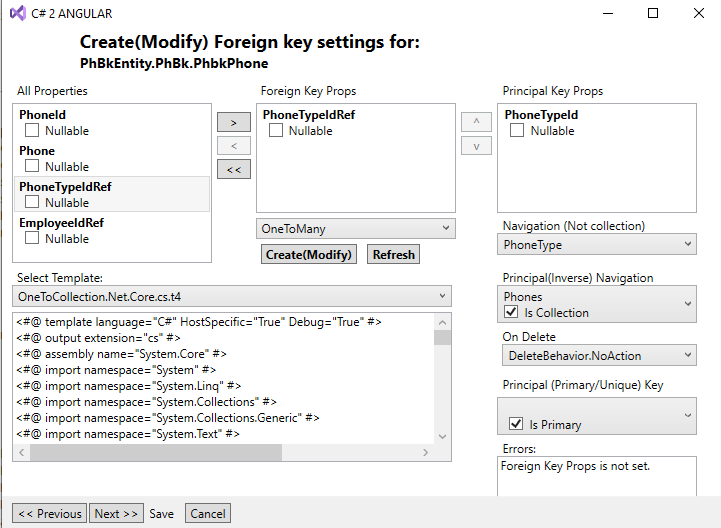 C# 2 ANGULAR
Create(Modify) Foreign key settings for:
PhBkEntity.PhBk.PhbkPhone
All Properties
PhoneId
Nullable
Phone
Nullable
PhoneTypeIdRef
Nullable
EmployeeIdRef
Nullable
>
<
<<
Foreign Key Props
PhoneTypeIdRef
Nullable
OneToMany
Create(Modify)
Refresh
^
v
Principal Key Props
PhoneTypeId
Nullable
Navigation (Not collection)
PhoneType
Principal(Inverse) Navigation
Phones
Is Collection
On Delete
DeleteBehavior.NoAction
Principal (Primary/Unique) Key
Is Primary
Errors:
Foreign Key Props is not set.
Select Template:
OneToCollection.Net.Core.cs.t4
<#@ template language="C#" HostSpecific="True" Debug="True" #>
<#@ output extension="cs" #>
<#@ assembly name="System.Core" #>
<#@ import namespace="System" #>
<#@ import namespace="System.Linq" #>
<#@ import namespace="System.Collections" #>
<#@ import namespace="System.Collections.Generic" #>
<#@ import namespace="System.Text" #>
<< Previous
Next >>
Save
Cancel